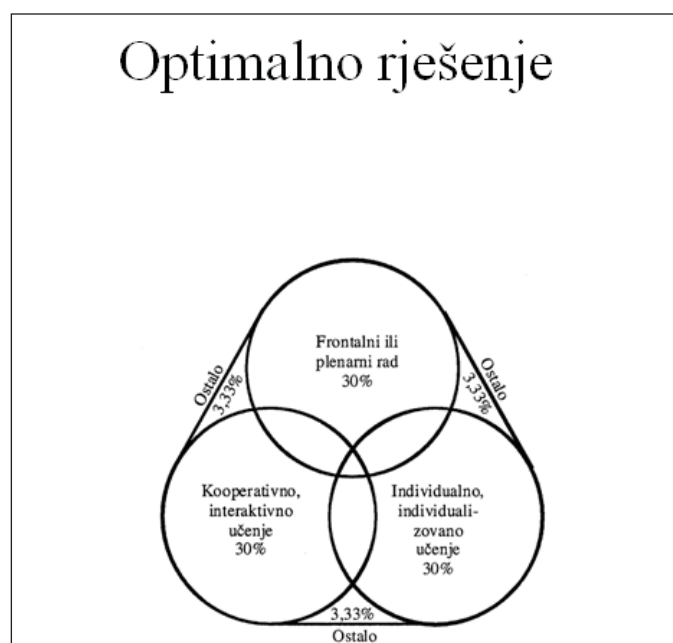 Optimalno rješenje
Frontalni ili
plenarni rad
30%
Ostalo
3,33%
Ostalo
3,33%
Kooperativno,
interaktivno
učenje
30%
Individualno,
individuali-
zovano
učenje
30%
3,33%
Ostalo